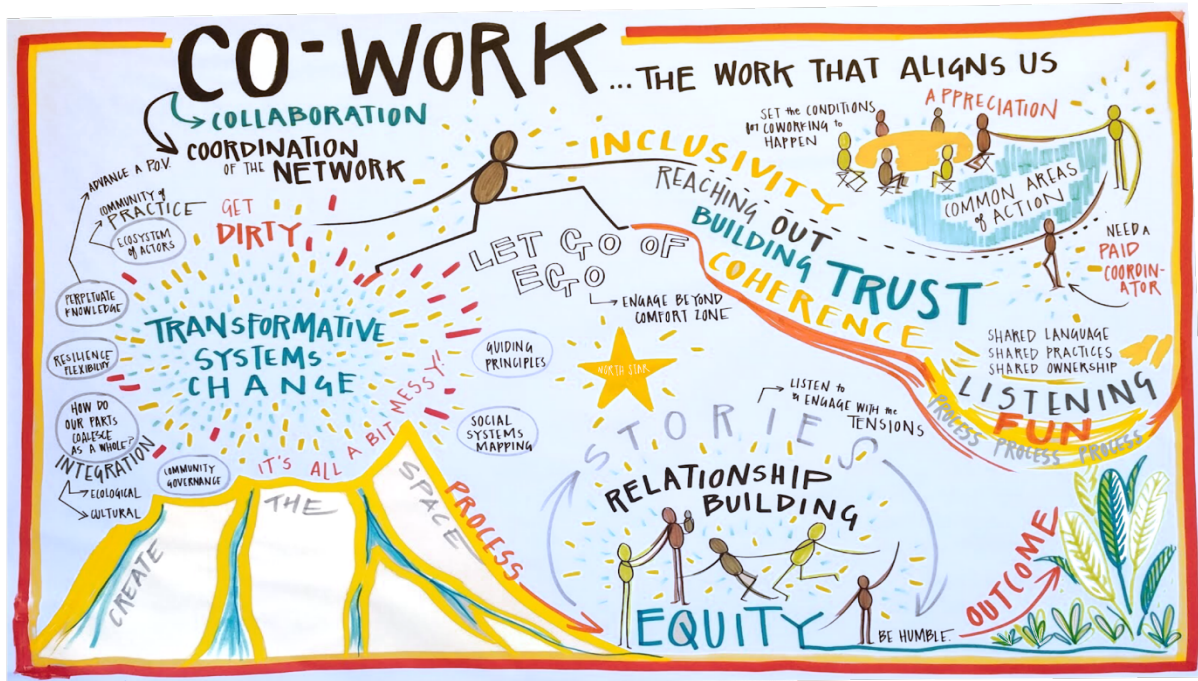 CO-WORK
...THE WORK THAT ALIGNS US
COLLABORATION
COORDINATION
OF THE NETWORK
ADVANCE A P.O.V.
COMMUNITY of
PRACTICE
ECOSYSTEM
of ACTORS
GET
DIRTY
PERPETUATE
KNOWLEDGE
RESILIENCE
FLEXIBILITY
HOW DO
OUR PARTS
COALESCE
AS A WHOLE?
INTEGRATION
ECOLOGICAL
CULTURAL
COMMUNITY
GOVERNANCE
TRANSFORMATIVE
SYSTEMS
CHANGE
IT'S ALL A BIT MESSY!
CREATE
THE
SPACE
PROCESS
GUIDING
PRINCIPLES
SOCIAL
SYSTEMS
MAPPING
LET GO OF
EGO
ENGAGE BEYOND
COMFORT ZONE
NORTH STAR
INCLUSIVITY
REACHING OUT
BUILDING TRUST
COHERENCE
SET the CONDITIONS
for COWORKING to
HAPPEN
APPRECIATION
COMMON AREAS
of ACTION
NEED A
PAID
COORDIN-
ATOR
SHARED LANGUAGE
SHARED PRACTICES
SHARED OWNERSHIP
LISTENING
FUN
PROCESS PROCESS PROCESS
LISTEN to
& ENGAGE WITH the
TENSIONS
STORIES
RELATIONSHIP
BUILDING
EQUITY
BE HUMBLE.
OUTCOME